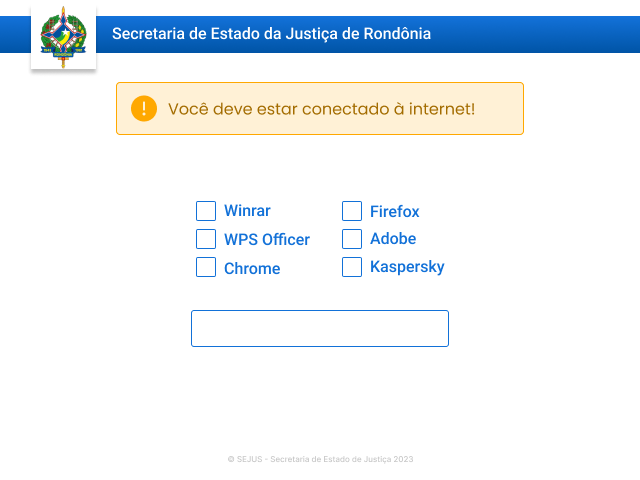 Secretaria de Estado da Justiça de Rondônia
Você deve estar conectado à internet!
Winrar
Firefox
WPS Officer
Adobe
Chrome
Kaspersky
© SEJUS - Secretaria de Estado de Justiça 2023